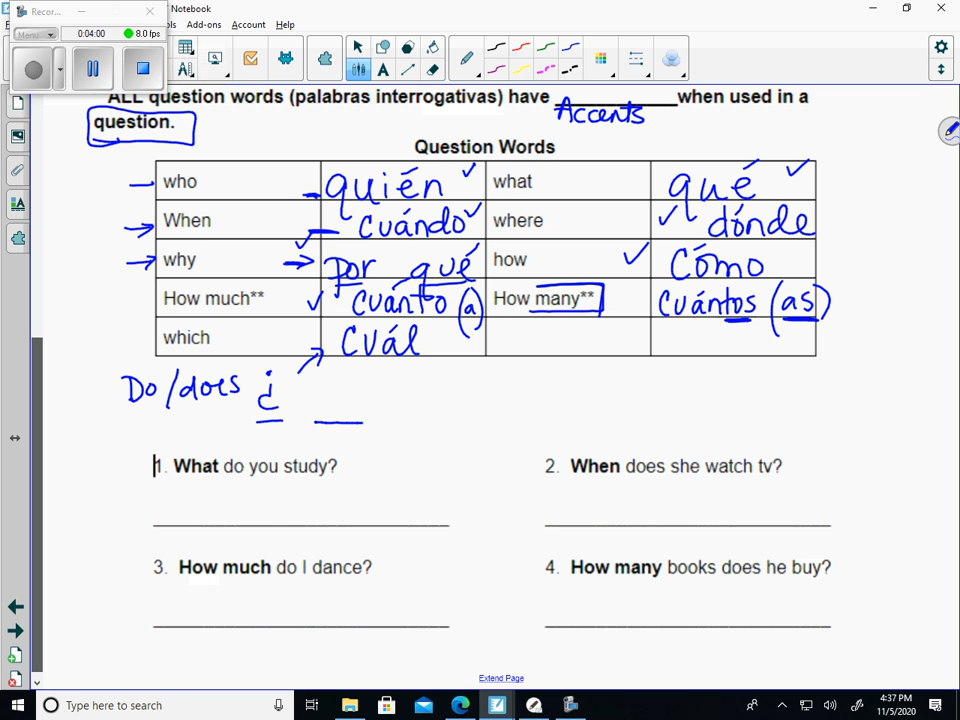 Recor...
Notebook
Menu
0:04:00
8.0 fps
ols Add-ons Account Help
ALL question words (palabras interrogativas) have Accents when used in a
question.
Question Words
who quién what qué
When cuándo where dónde
why por qué how cómo
How much** cuánto (a) How many** cuántos (as)
which cuál
Do/does ¿
1. What do you study?
2. When does she watch tv?
3. How much do I dance?
4. How many books does he buy?
Extend Page
Type here to search
4:37 PM
11/5/2020